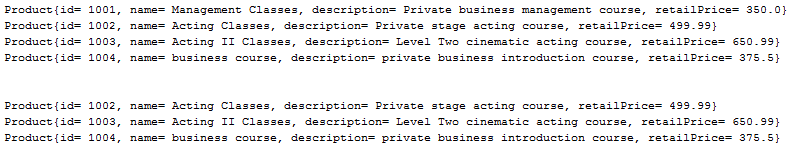 Product{id= 1001, name= Management Classes, description= Private business management course, retailPrice= 350.0}
Product{id= 1002, name= Acting Classes, description= Private stage acting course, retailPrice= 499.99}
Product{id= 1003, name= Acting II Classes, description= Level Two cinematic acting course, retailPrice= 650.99}
Product{id= 1004, name= business course, description= private business introduction course, retailPrice= 375.5}
Product{id= 1002, name= Acting Classes, description= Private stage acting course, retailPrice= 499.99}
Product{id= 1003, name= Acting II Classes, description= Level Two cinematic acting course, retailPrice= 650.99}
Product{id= 1004, name= business course, description= private business introduction course, retailPrice= 375.5}